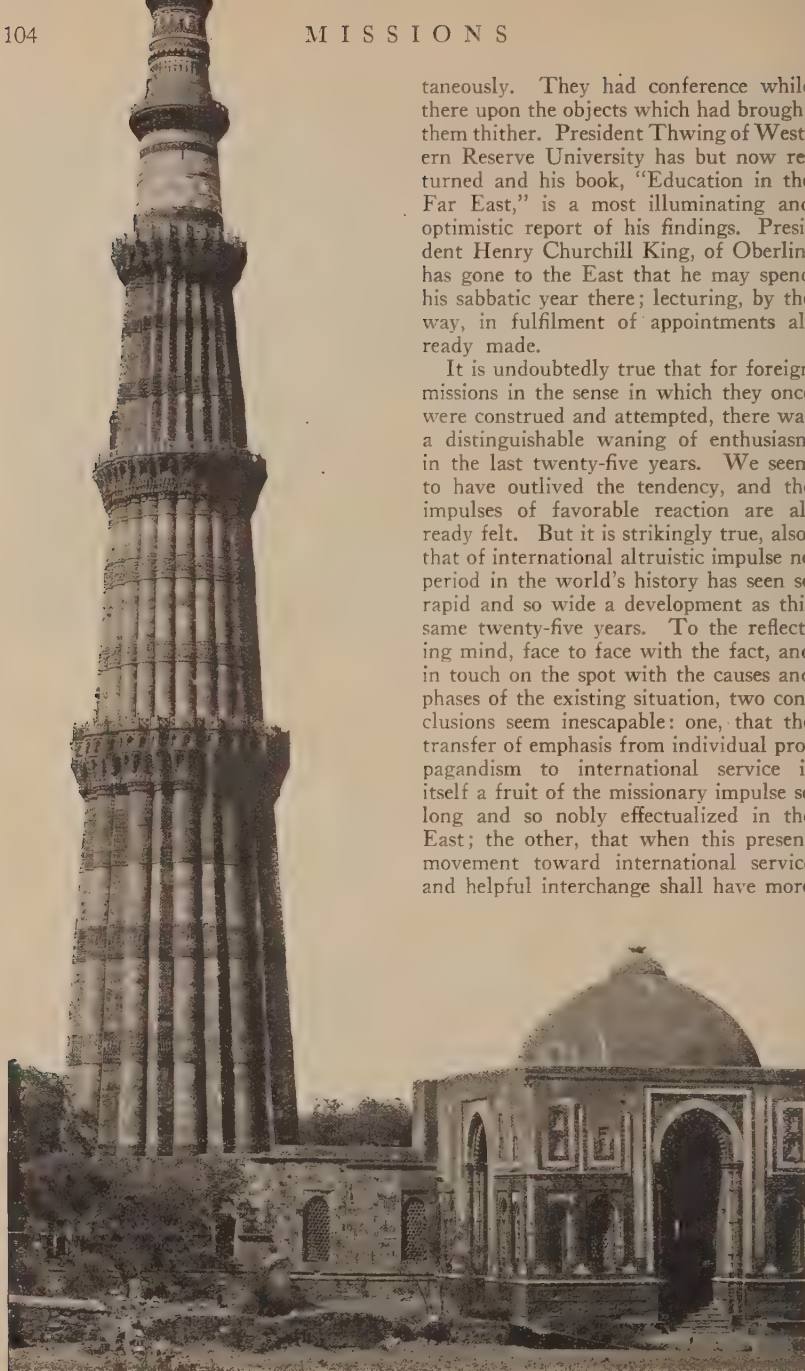 104
MISSIONS
taneously. They had conference whil
there upon the objects which had brough
them thither. President Thwing of West
ern Reserve University has but now re
turned and his book, "Education in th
Far East," is a most illuminating an
optimistic report of his findings. Presi
dent Henry Churchill King, of Oberlin
has gone to the East that he may spen
his sabbatic year there; lecturing, by th
way, in fulfilment of appointments al
ready made.
It is undoubtedly true that for foreig
missions in the sense in which they onc
were construed and attempted, there wa
a distinguishable waning of enthusiasm
in the last twenty-five years. We seem
to have outlived the tendency, and th
impulses of favorable reaction are al
ready felt. But it is strikingly true, also
that of international altruistic impulse n
period in the world's history has seen s
rapid and so wide a development as thi
same twenty-five years. To the reflect
ing mind, face to face with the fact, an
in touch on the spot with the causes an
phases of the existing situation, two con
clusions seem inescapable: one, that th
transfer of emphasis from individual pro
pagandism to international service i
itself a fruit of the missionary impulse s
long and so nobly effectualized in th
East; the other, that when this presen
movement toward international servic
and helpful interchange shall have mor